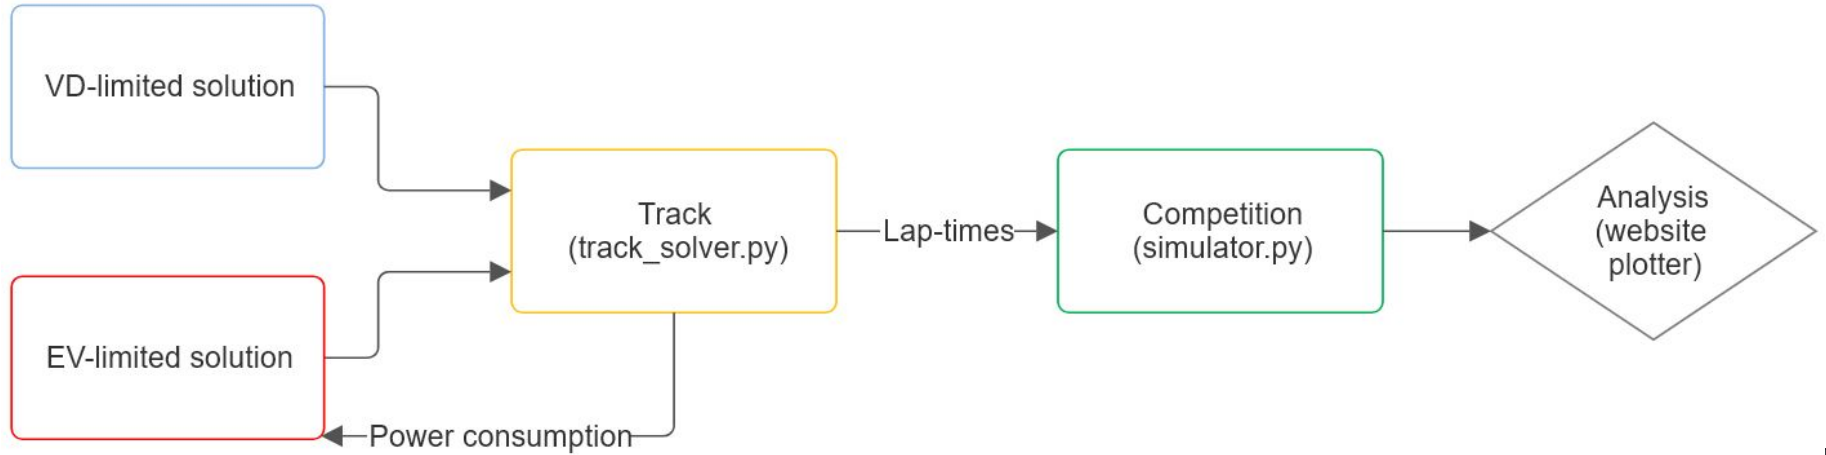 VD-limited solution
EV-limited solution
Track
(track_solver.py)
Power consumption
Lap-times
Competition
(simulator.py)
Analysis
(website
plotter)